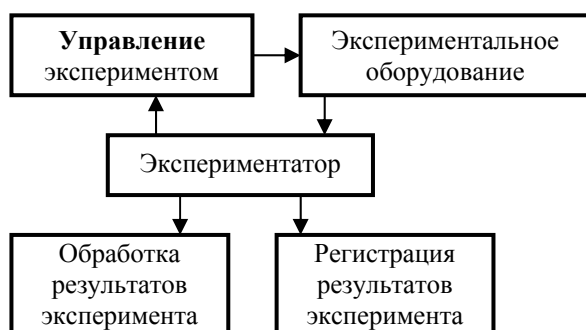 Управление
экспериментом
Экспериментальное
оборудование
Экспериментатор
Обработка
результатов
эксперимента
Регистрация
результатов
эксперимента